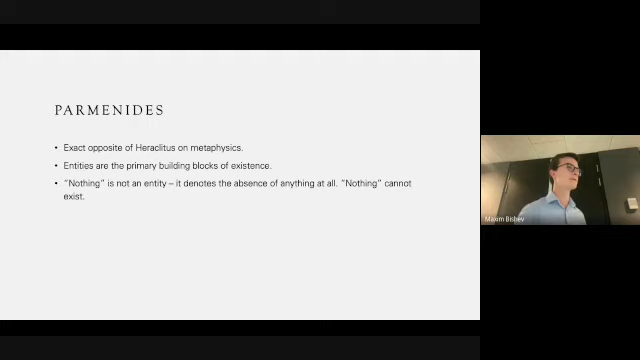 PARMENIDES
• Exact opposite of Heraclitus on metaphysics.
• Entities are the primary building blocks of existence.
• “Nothing” is not an entity – it denotes the absence of anything at all. “Nothing” cannot
exist.
Maxim Bishev